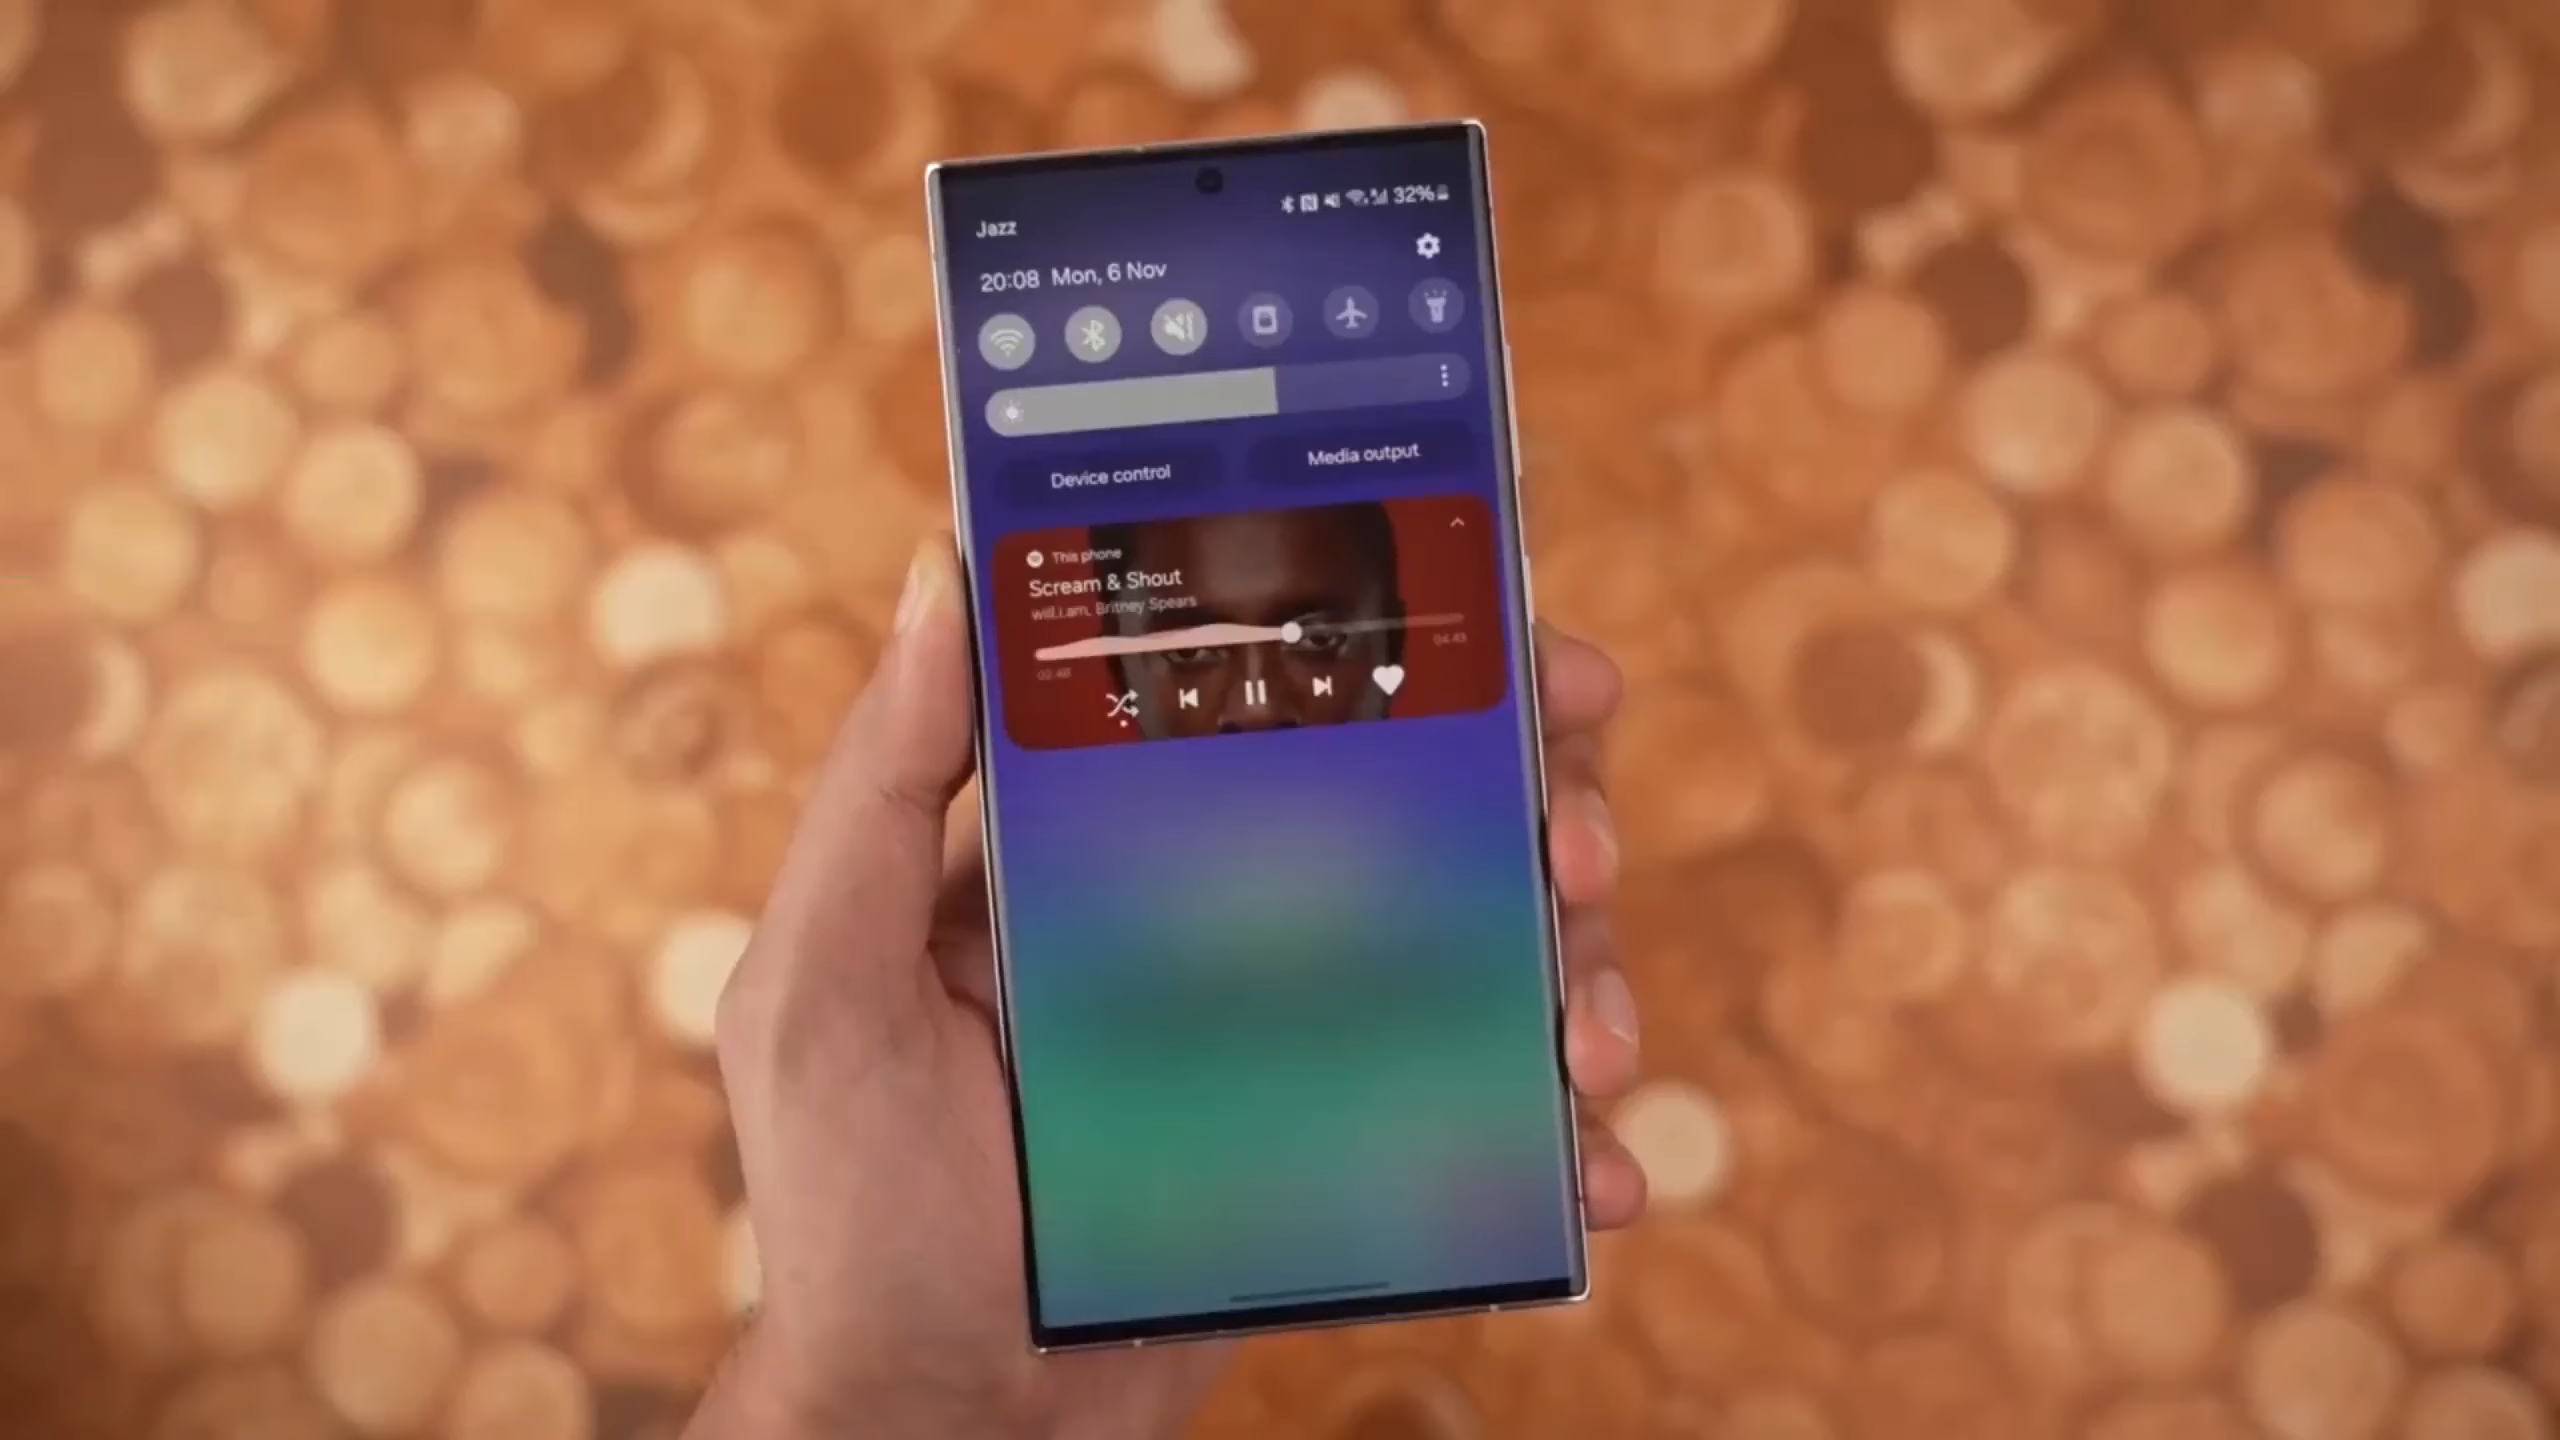 Jazz
32%
20:08 Mon, 6 Nov
Device control
Media output
This phone
Scream & Shout
will.i.am, Britney Spears
02:48
04:43